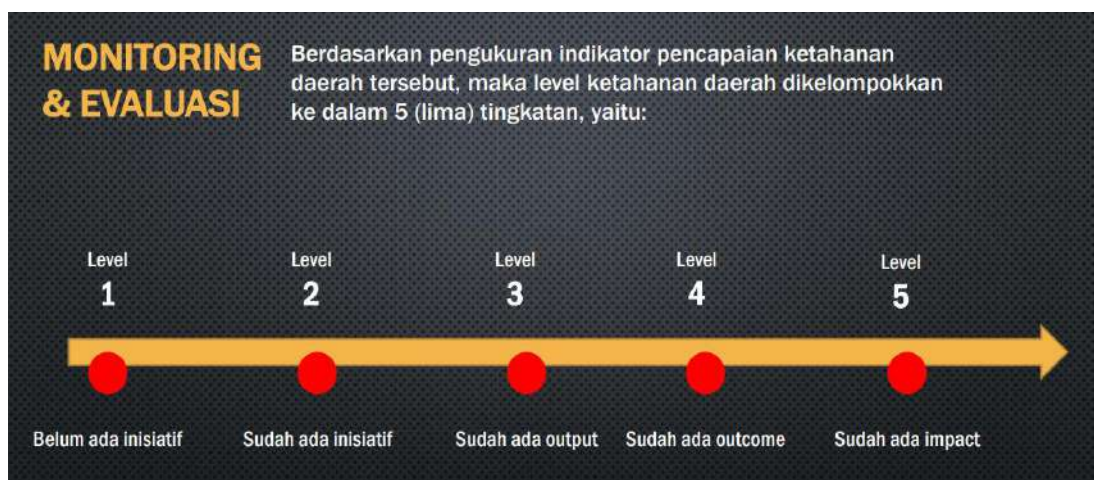 MONITORING
& EVALUASI
Berdasarkan pengukuran indikator pencapaian ketahanan
daerah tersebut, maka level ketahanan daerah dikelompokkan
ke dalam 5 (lima) tingkatan, yaitu:
Level
1
Level
2
Level
3
Level
4
Level
5
Belum ada inisiatif
Sudah ada inisiatif
Sudah ada output
Sudah ada outcome
Sudah ada impact